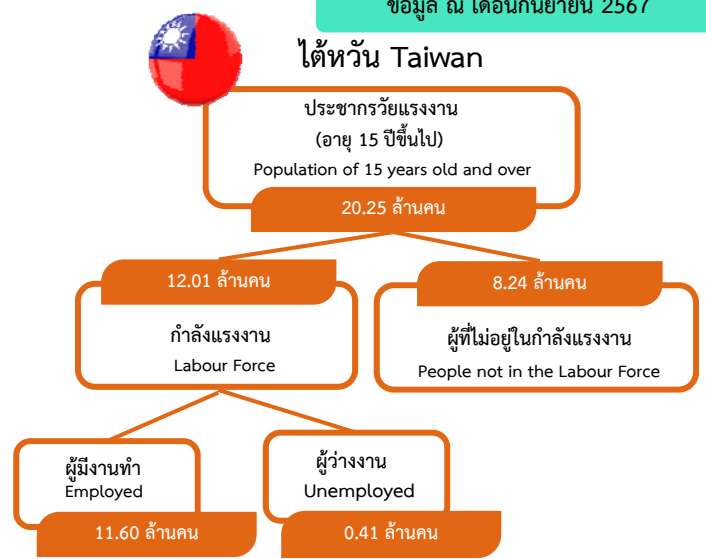 ข้อมูล ณ เดือนกันยายน 2567
ไต้หวัน Taiwan
ประชากรวัยแรงงาน
(อายุ 15 ปีขึ้นไป)
Population of 15 years old and over
20.25 ล้านคน
12.01 ล้านคน
กำลังแรงงาน
Labour Force
8.24 ล้านคน
ผู้ที่ไม่อยู่ในกำลังแรงงาน
People not in the Labour Force
ผู้มีงานทำ
Employed
11.60 ล้านคน
ผู้ว่างงาน
Unemployed
0.41 ล้านคน